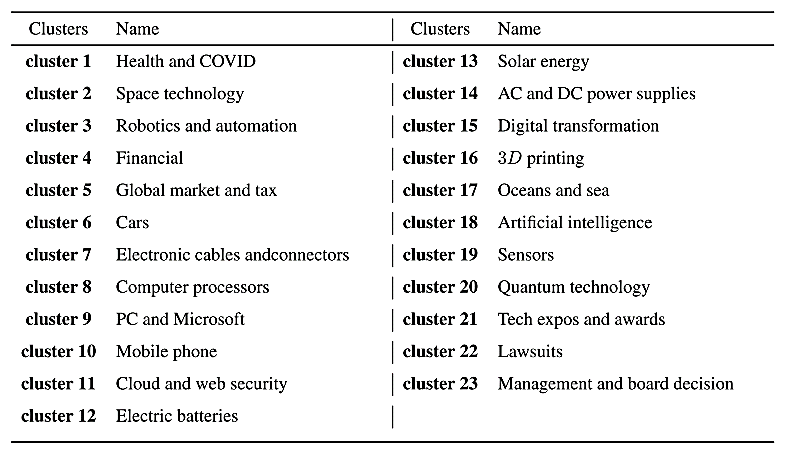 Clusters Name Clusters Name
cluster 1 Health and COVID cluster 13 Solar energy
cluster 2 Space technology cluster 14 AC and DC power supplies
cluster 3 Robotics and automation cluster 15 Digital transformation
cluster 4 Financial cluster 16 3D printing
cluster 5 Global market and tax cluster 17 Oceans and sea
cluster 6 Cars cluster 18 Artificial intelligence
cluster 7 Electronic cables andconnectors cluster 19 Sensors
cluster 8 Computer processors cluster 20 Quantum technology
cluster 9 PC and Microsoft cluster 21 Tech expos and awards
cluster 10 Mobile phone cluster 22 Lawsuits
cluster 11 Cloud and web security cluster 23 Management and board decision
cluster 12 Electric batteries